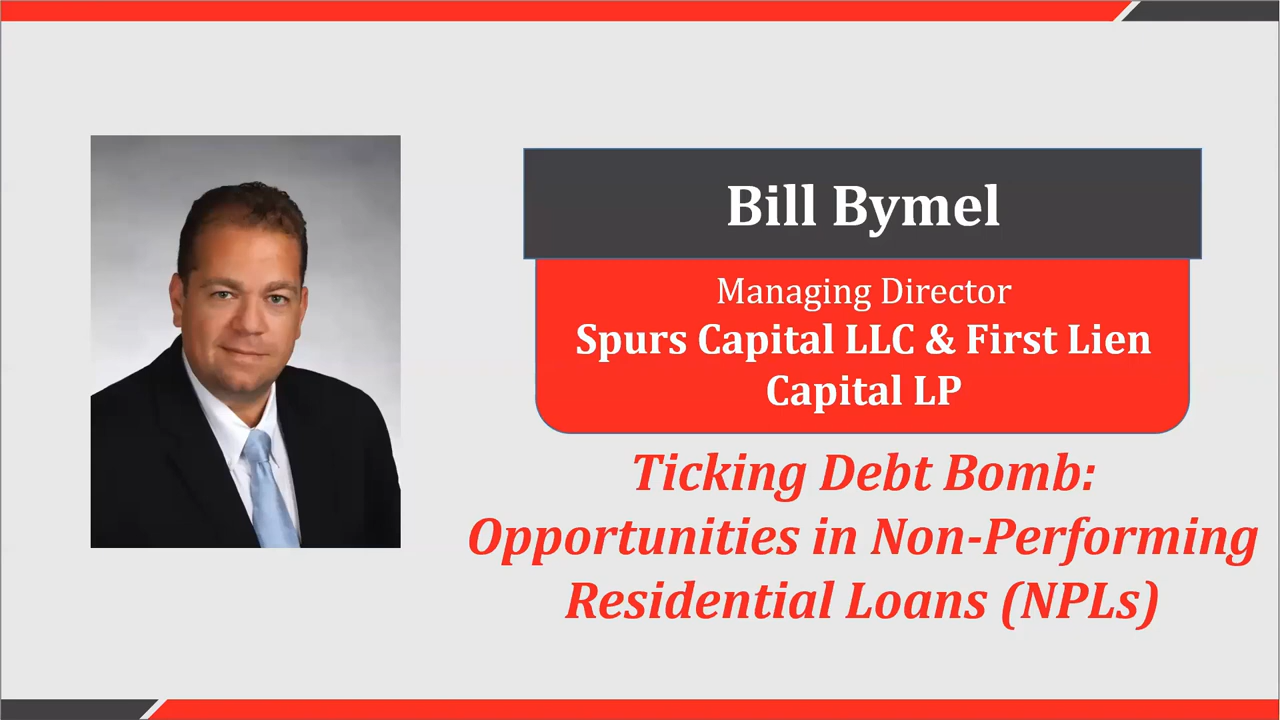 Bill Bymel
Managing Director
Spurs Capital LLC & First Lien
Capital LP
Ticking Debt Bomb:
Opportunities in Non-Performing
Residential Loans (NPLs)